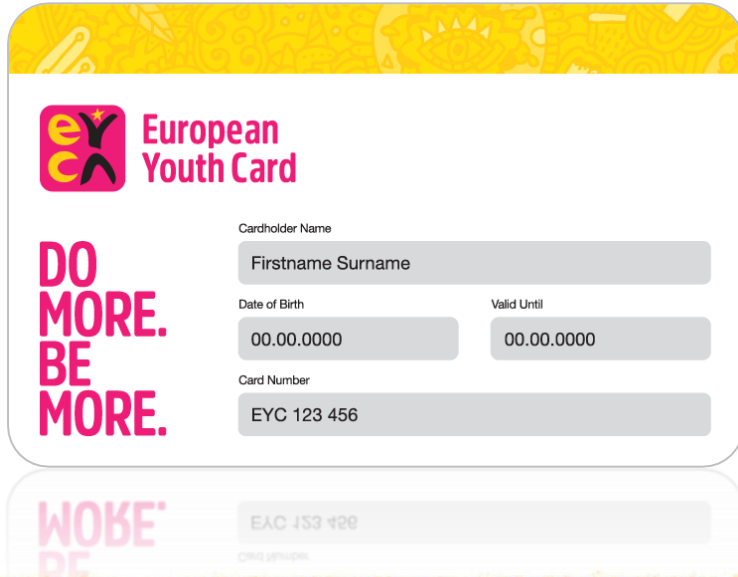 eyca
European
Youth Card
DO
MORE.
BE
MORE.
Cardholder Name
Firstname Surname
Date of Birth
Valid Until
00.00.0000
00.00.0000
Card Number
EYC 123 456